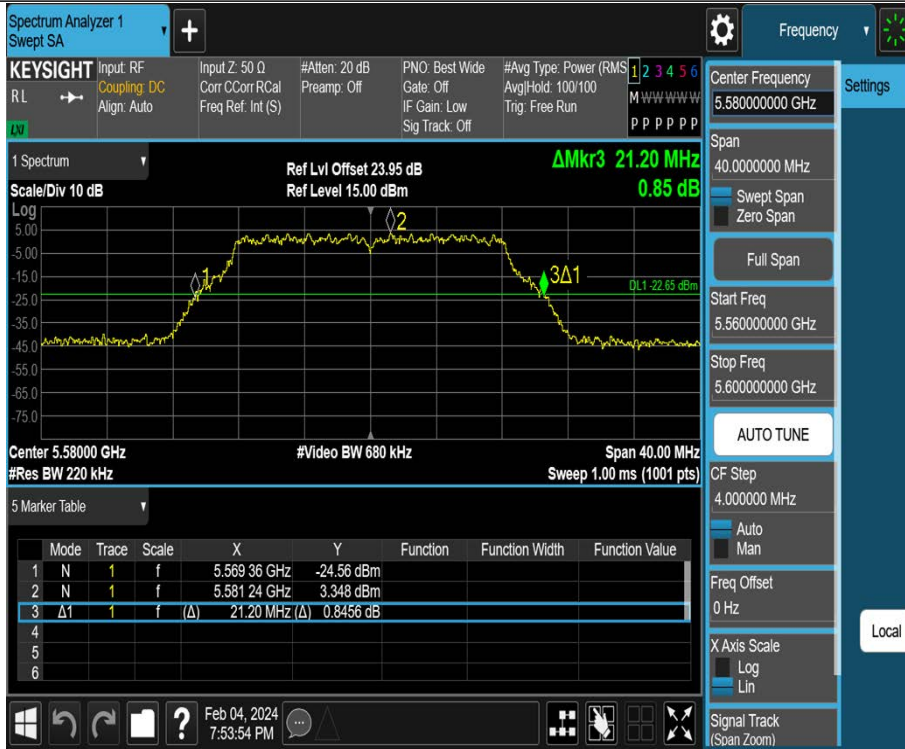 Spectrum Analyzer 1
Swept SA
+
Frequency
KEYSIGHT
RL
LXI
Input: RF
Coupling: DC
Align: Auto
Input Z: 50 Ω
Corr CCorr RCal
Freq Ref: Int (S)
#Atten: 20 dB
Preamp: Off
PNO: Best Wide
Gate: Off
IF Gain: Low
Sig Track: Off
#Avg Type: Power (RMS
Avg|Hold: 100/100
Trig: Free Run
1 2 3 4 5 6
M W W W W W
P P P P P P
Center Frequency
5.580000000 GHz
Settings
Span
40.0000000 MHz
Swept Span
Zero Span
Full Span
Start Freq
5.560000000 GHz
Stop Freq
5.600000000 GHz
AUTO TUNE
CF Step
4.000000 MHz
Auto
Man
Freq Offset
0 Hz
X Axis Scale
Log
Lin
Signal Track
(Span Zoom)
Local
1 Spectrum
Scale/Div 10 dB
Ref Lvl Offset 23.95 dB
Ref Level 15.00 dBm
ΔMkr3 21.20 MHz
0.85 dB
Log
5.00
-5.00
-15.0
-25.0
-35.0
-45.0
-55.0
-65.0
-75.0
1
2
3Δ1
DL1 -22.65 dBm
Center 5.58000 GHz
#Video BW 680 kHz
Span 40.00 MHz
#Res BW 220 kHz
Sweep 1.00 ms (1001 pts)
5 Marker Table
Mode Trace Scale X Y Function Function Width Function Value
1 N 1 f 5.569 36 GHz -24.56 dBm
2 N 1 f 5.581 24 GHz 3.348 dBm
3 Δ1 1 f (Δ) 21.20 MHz (Δ) 0.8456 dB
4
5
6
?
Feb 04, 2024
7:53:54 PM